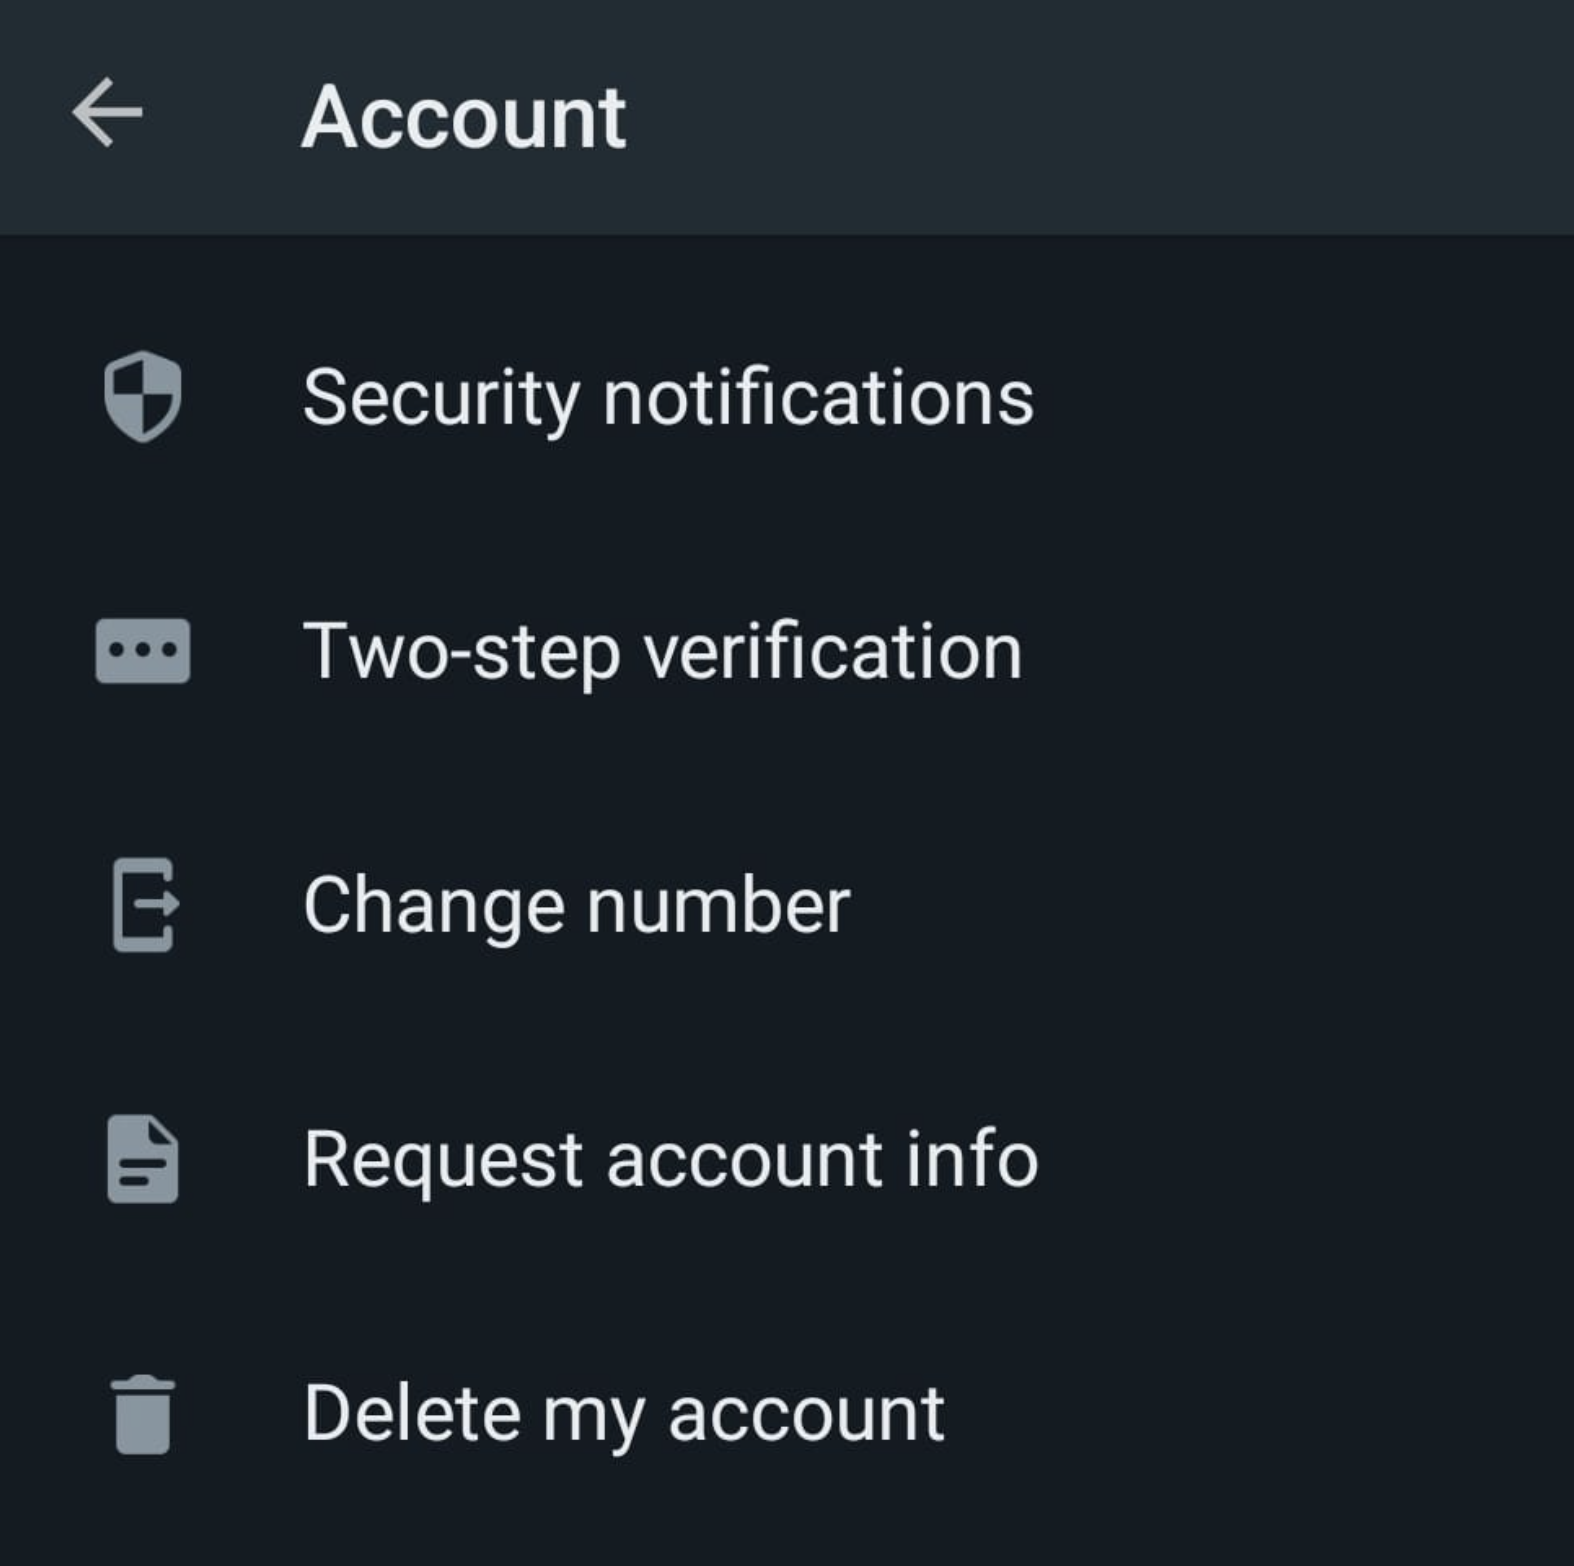 Account
Security notifications
Two-step verification
Change number
Request account info
Delete my account